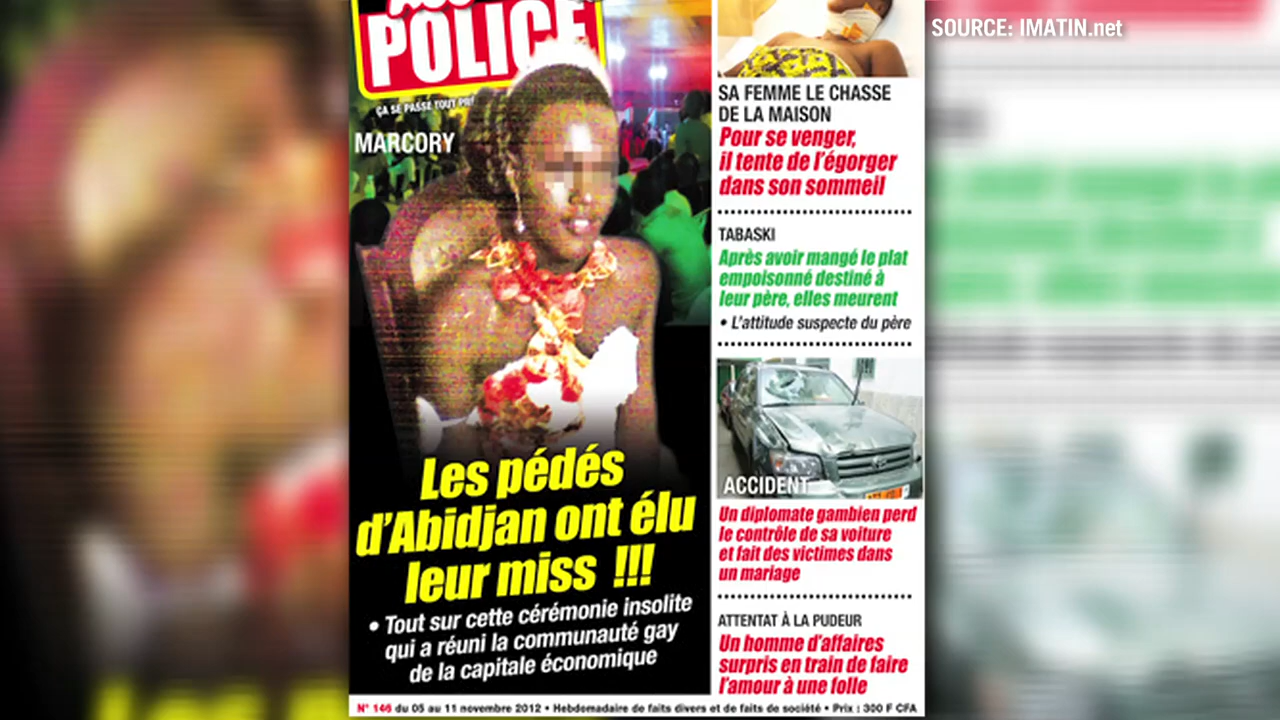 POLICE
ÇA SE PASSE TOUT PR
MARCORY
Les pédés
d'Abidjan ont élu
leur miss !!!
• Tout sur cette cérémonie insolite
qui a réuni la communauté gay
de la capitale économique
SA FEMME LE CHASSE
DE LA MAISON
Pour se venger,
il tente de l'égorger
dans son sommeil
TABASKI
Après avoir mangé le plat
empoisonné destiné à
leur père, elles meurent
• L'attitude suspecte du père
ACCIDENT
Un diplomate gambien perd
le contrôle de sa voiture
et fait des victimes dans
un mariage
ATTENTAT À LA PUDEUR
Un homme d'affaires
surpris en train de faire
l'amour à une folle
N° 146 du 05 au 11 novembre 2012 • Hebdomadaire de faits divers et de faits de société • Prix : 300 F CFA
SOURCE: IMATIN.net